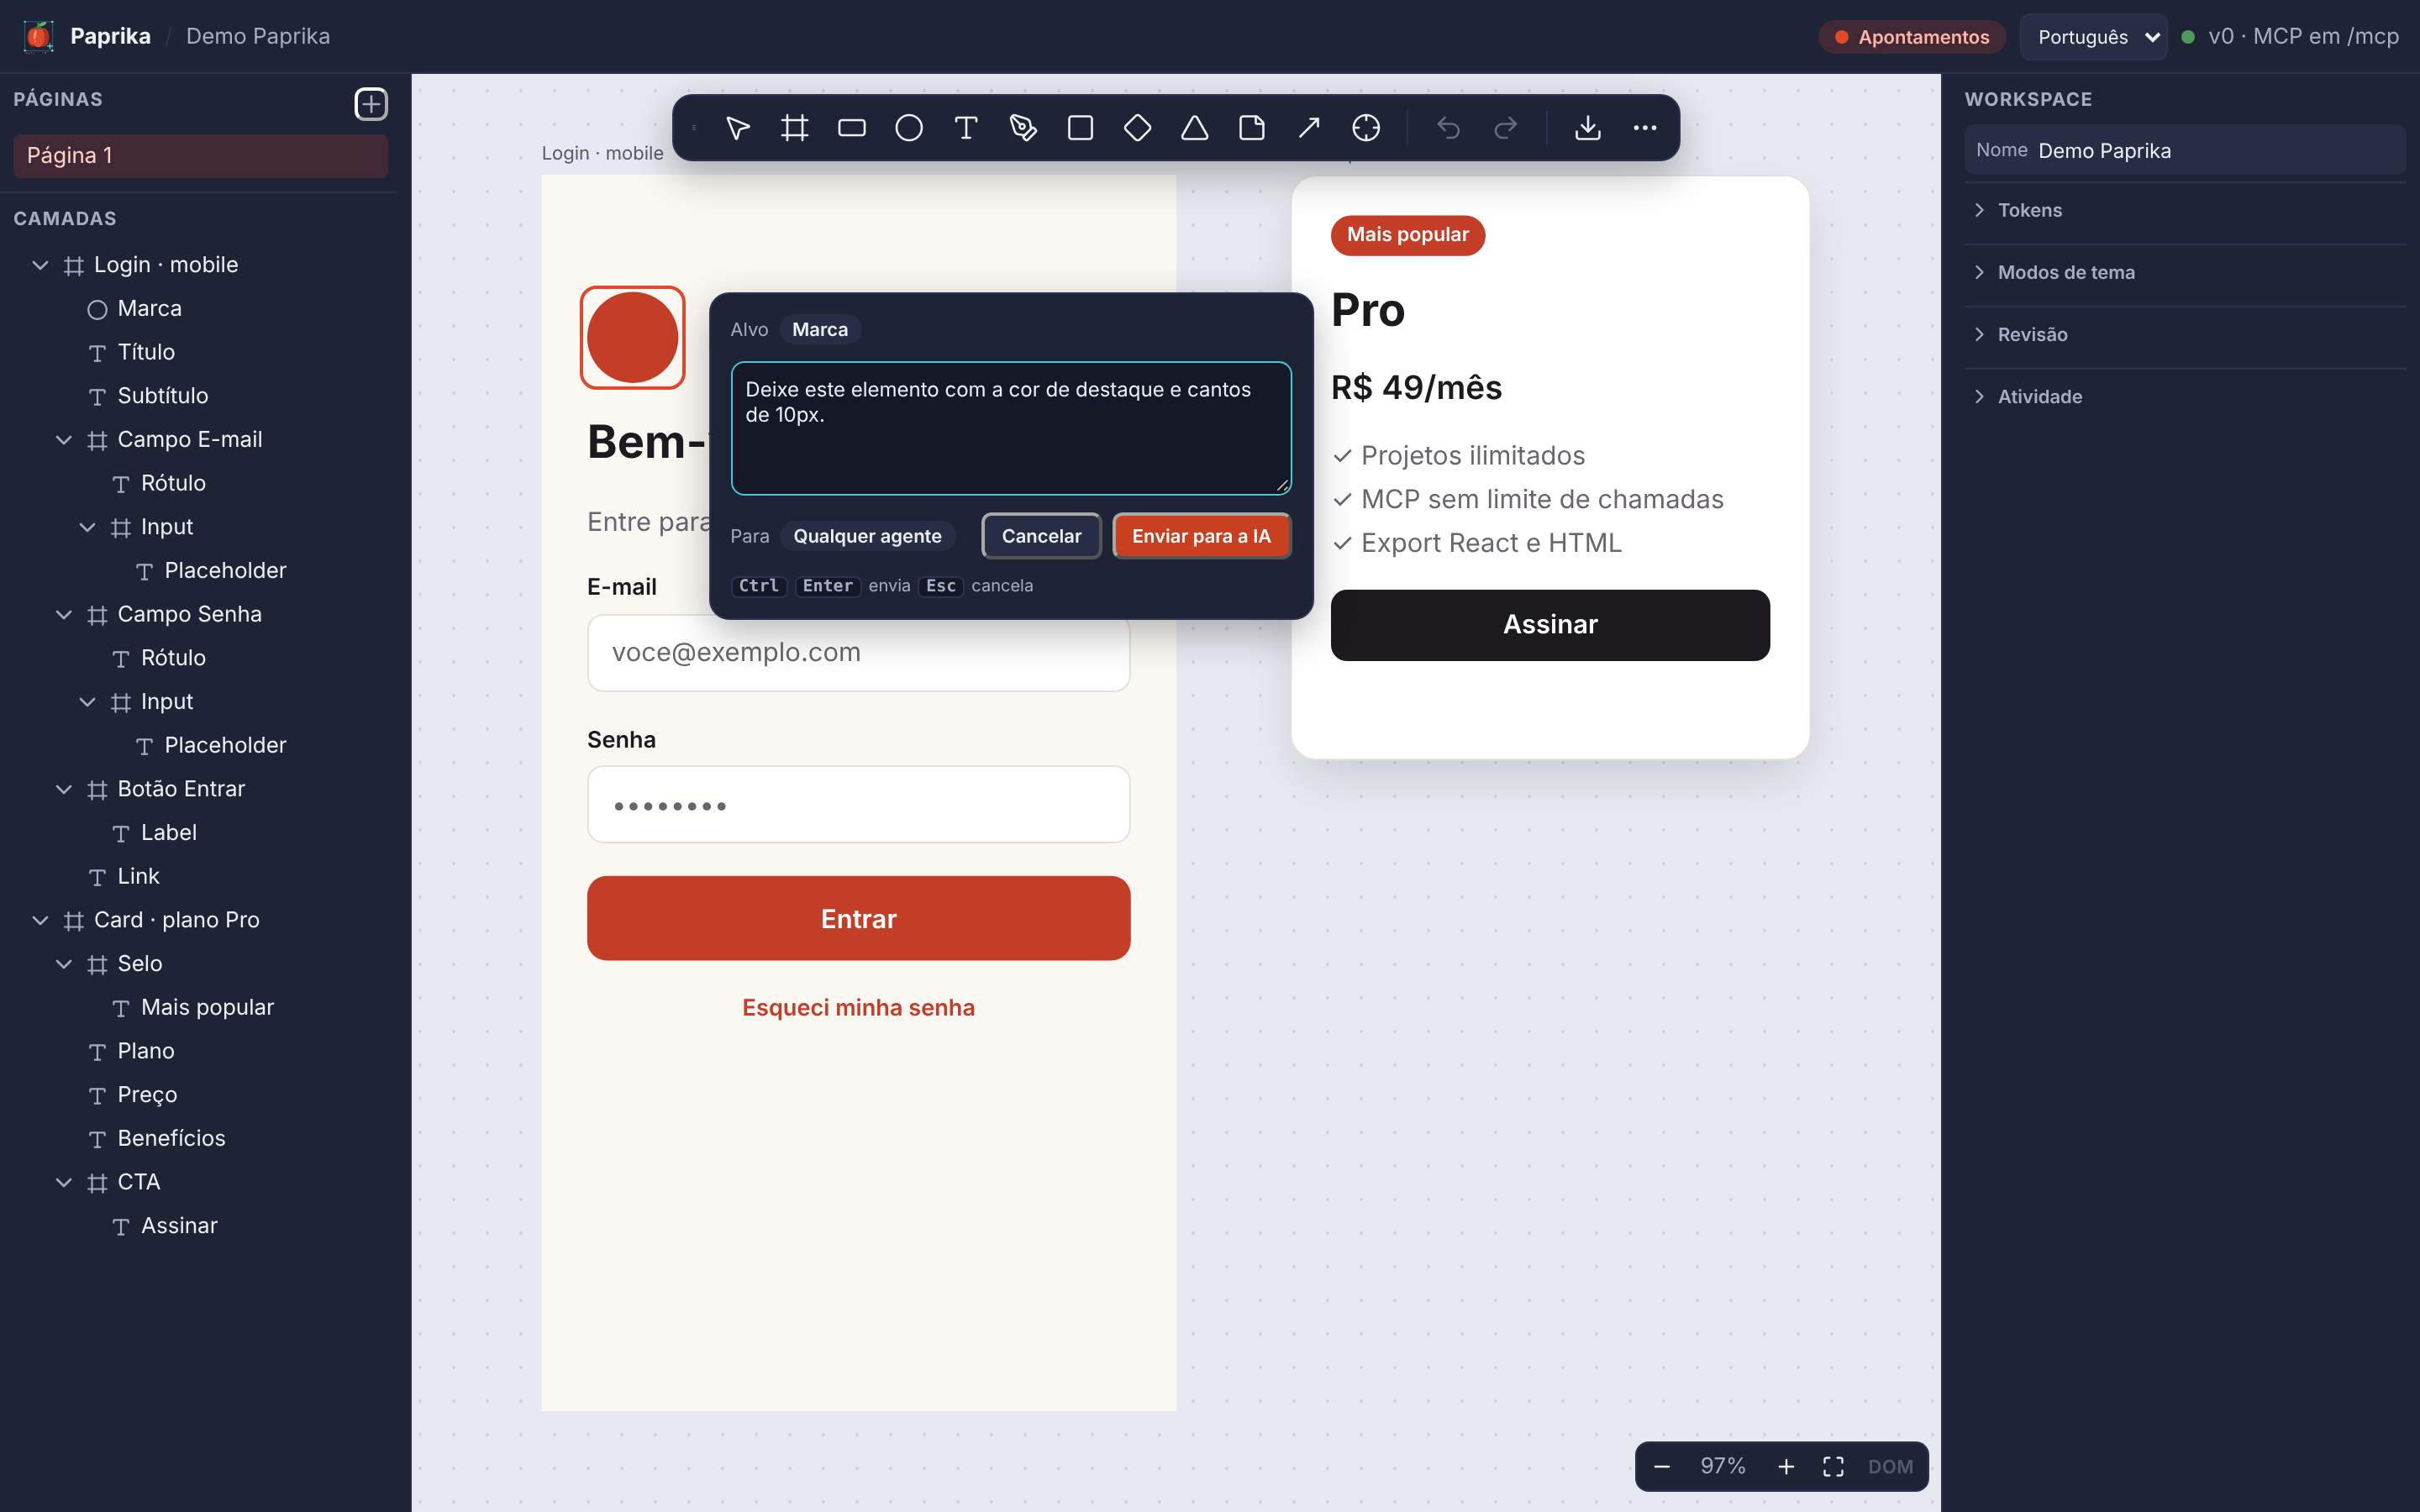 Paprika / Demo Paprika
Apontamentos
Português
v0 · MCP em /mcp
PÁGINAS
Página 1
CAMADAS
Login · mobile
Marca
Título
Subtítulo
Campo E-mail
Rótulo
Input
Placeholder
Campo Senha
Rótulo
Input
Placeholder
Botão Entrar
Label
Link
Card · plano Pro
Selo
Mais popular
Plano
Preço
Benefícios
CTA
Assinar
Login · mobile
Bem-
Entre para
E-mail
voce@exemplo.com
Senha
••••••••
Entrar
Esqueci minha senha
Alvo Marca
Deixe este elemento com a cor de destaque e cantos
de 10px.
Para Qualquer agente
Cancelar
Enviar para a IA
Ctrl Enter envia Esc cancela
Mais popular
Pro
R$ 49/mês
✓ Projetos ilimitados
✓ MCP sem limite de chamadas
✓ Export React e HTML
Assinar
97%
DOM
WORKSPACE
Nome Demo Paprika
Tokens
Modos de tema
Revisão
Atividade